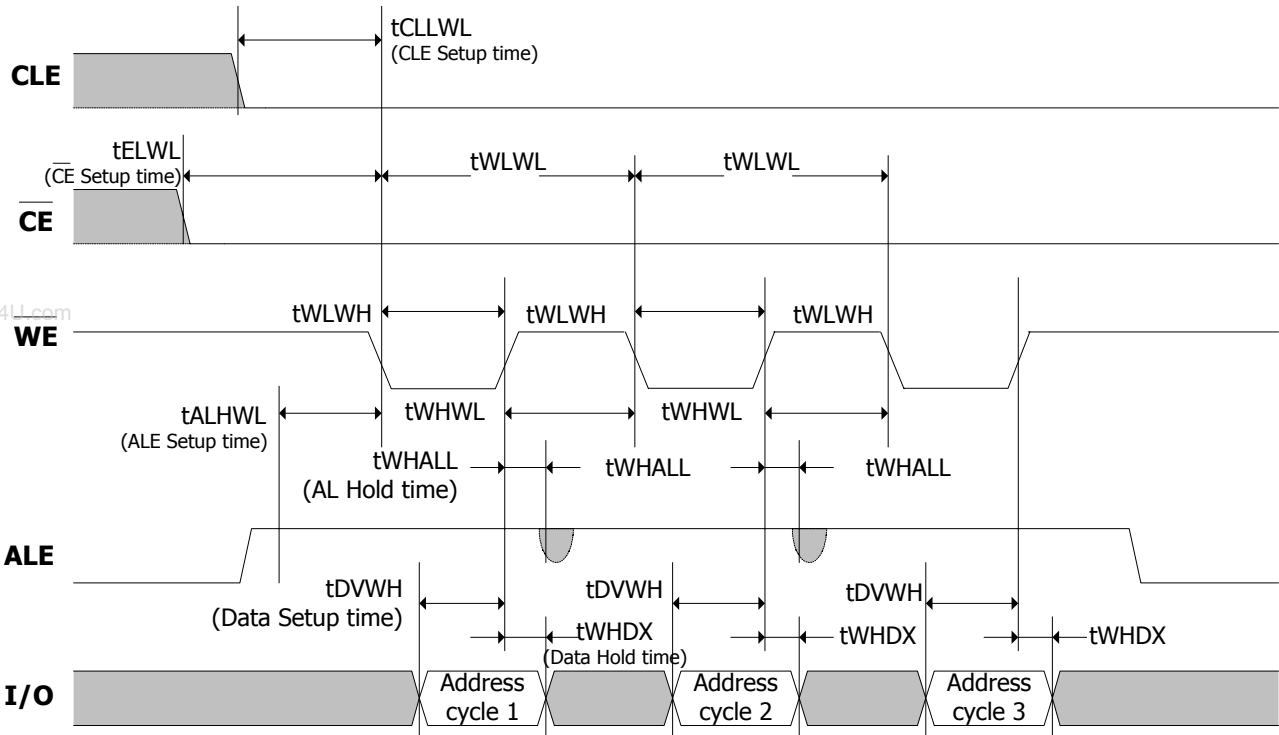 tCLLWL
(CLE Setup time)
CLE
tELWL
(CE Setup time)
tWLWL
tWLWL
CE
4U.com
tWLWH
tWLWH
tWLWH
WE
tALHWL
(ALE Setup time)
tWHWL
tWHWL
tWHALL
(AL Hold time)
tWHALL
tWHALL
ALE
tDVWH
(Data Setup time)
tDVWH
tDVWH
tWHDX
(Data Hold time)
tWHDX
tWHDX
I/O
Address
cycle 1
Address
cycle 2
Address
cycle 3